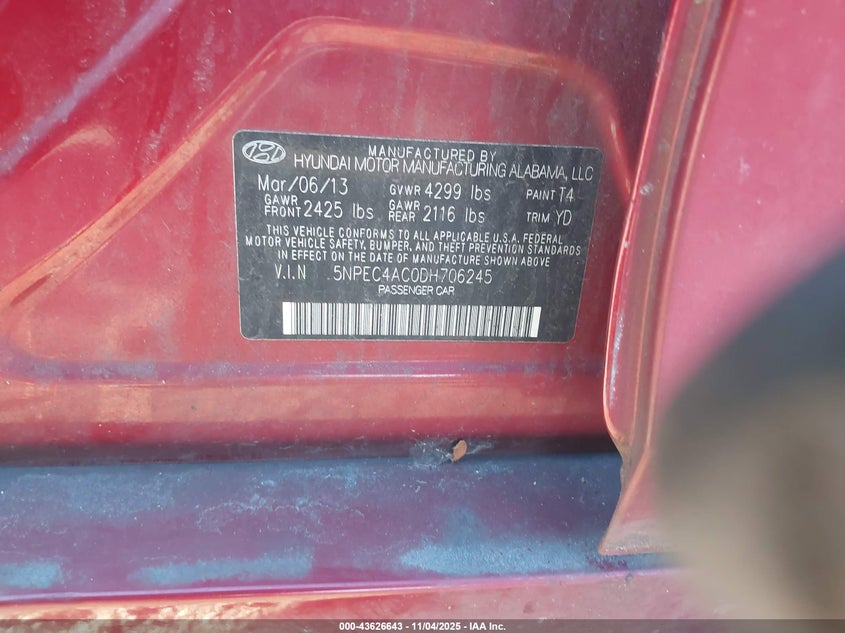 MANUFACTURED BY
HYUNDAI MOTOR MANUFACTURING ALABAMA, LLC
Mar/06/13 GVWR 4299 lbs PAINT T4
GAWR FRONT 2425 lbs GAWR REAR 2116 lbs TRIM YD
THIS VEHICLE CONFORMS TO ALL APPLICABLE U.S.A. FEDERAL
MOTOR VEHICLE SAFETY, BUMPER, AND THEFT PREVENTION STANDARDS
IN EFFECT ON THE DATE OF MANUFACTURE SHOWN ABOVE
V.I.N 5NPEC4AC0DH706245
PASSENGER CAR
000-43626643 - 11/04/2025 - IAA Inc.